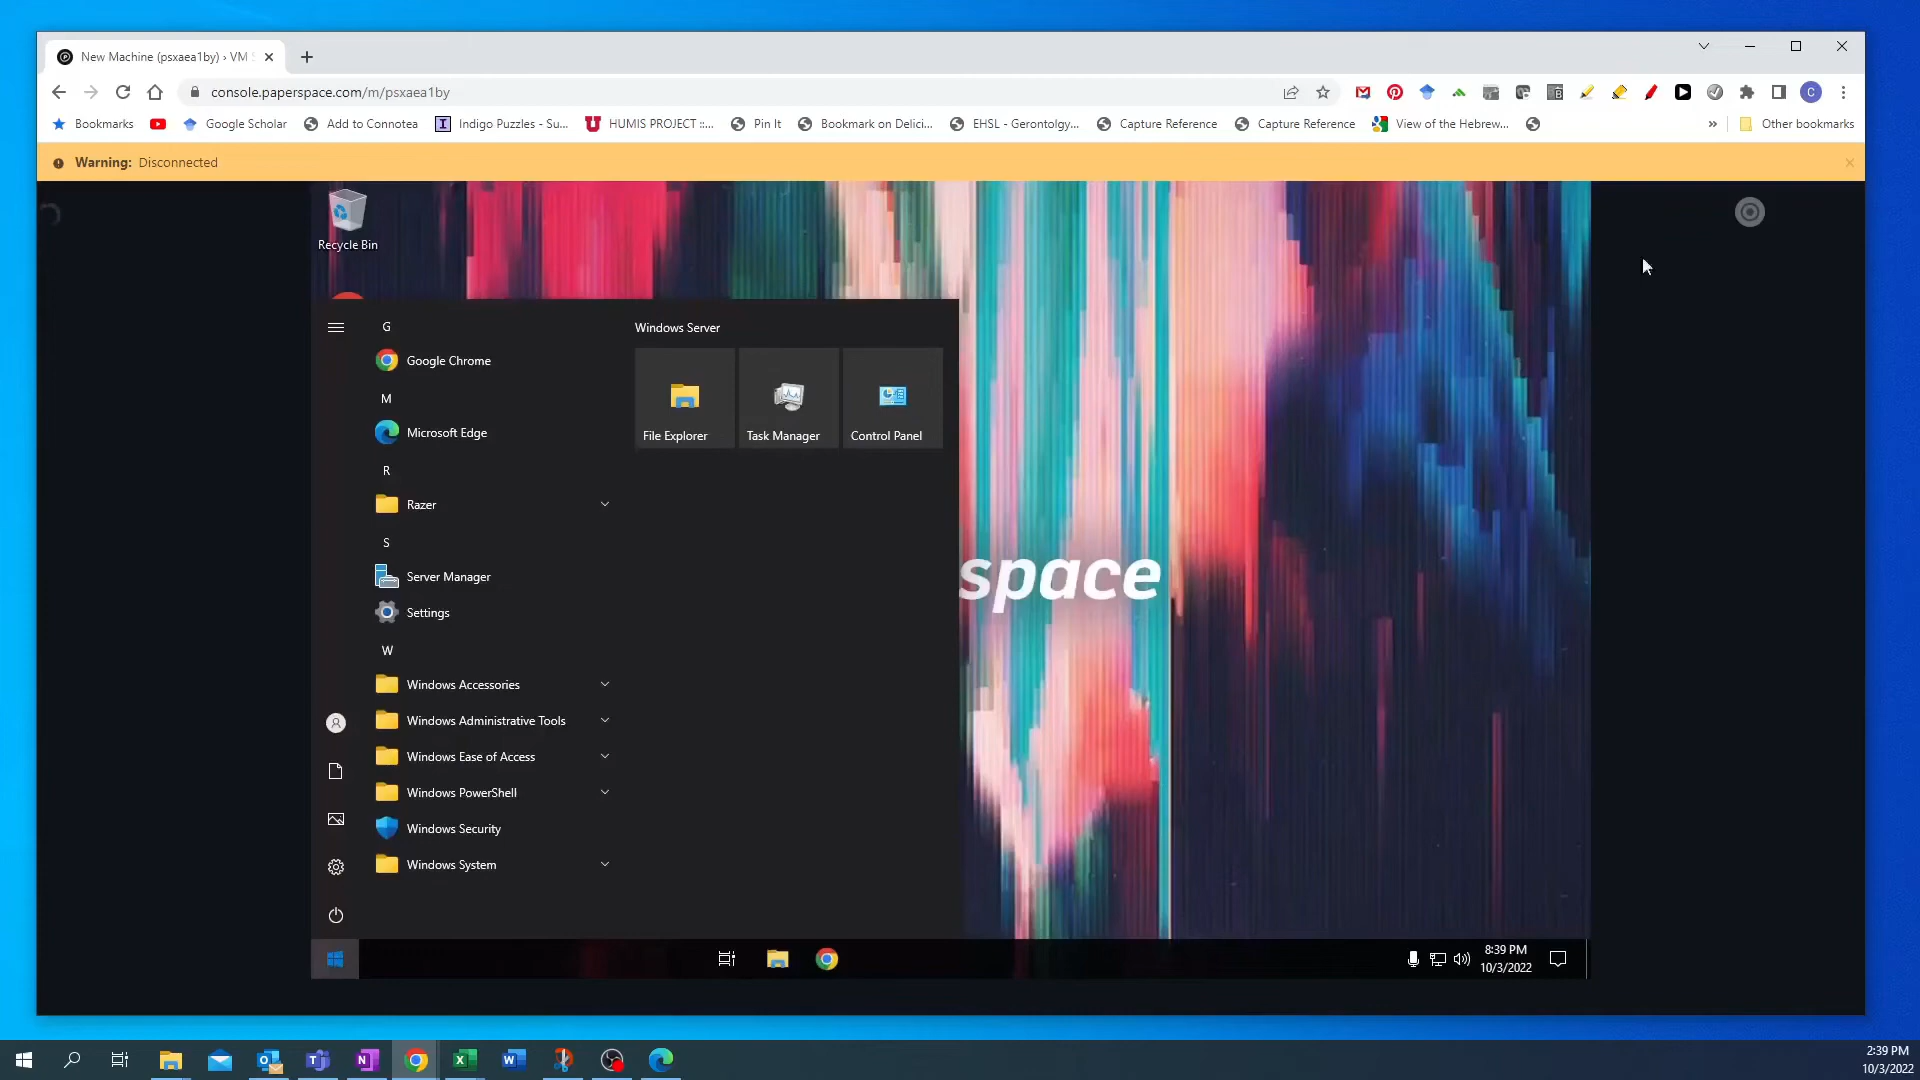 New Machine (psxaea1by) › VM S
console.paperspace.com/m/psxaea1by
Bookmarks
Google Scholar
Add to Connotea
Indigo Puzzles - Su...
HUMIS PROJECT ::...
Pin It
Bookmark on Delici...
EHSL - Gerontolgy,...
Capture Reference
Capture Reference
View of the Hebrew...
Other bookmarks
Warning: Disconnected
Recycle Bin
G
Google Chrome
M
Microsoft Edge
R
Razer
S
Server Manager
Settings
W
Windows Accessories
Windows Administrative Tools
Windows Ease of Access
Windows PowerShell
Windows Security
Windows System
Windows Server
File Explorer
Task Manager
Control Panel
space
8:39 PM
10/3/2022
2:39 PM
10/3/2022